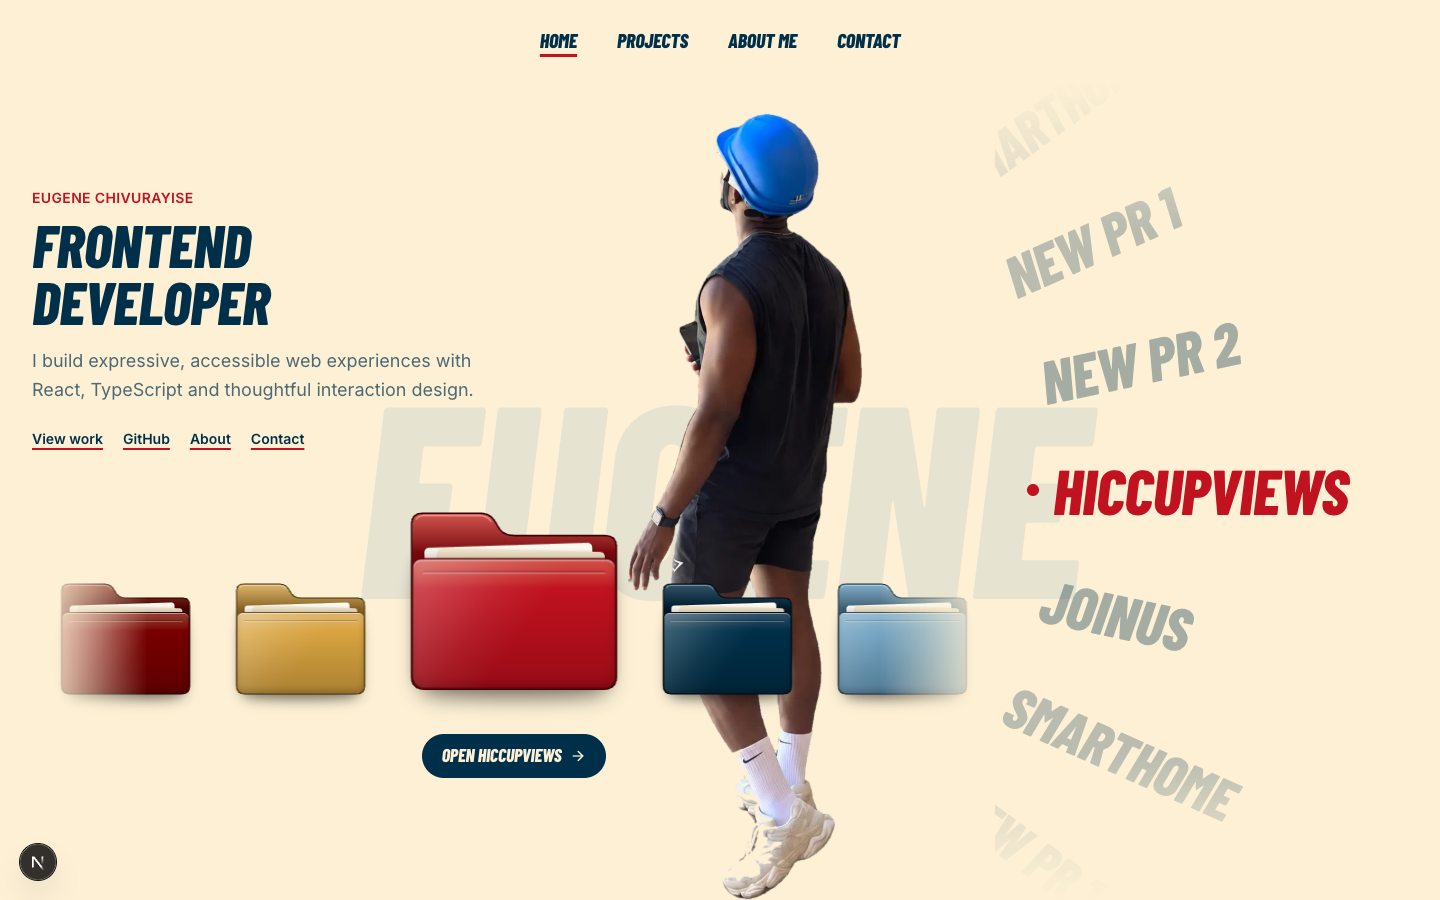 HOME PROJECTS ABOUT ME CONTACT
EUGENE CHIVURAYISE
FRONTEND
DEVELOPER
I build expressive, accessible web experiences with
React, TypeScript and thoughtful interaction design.
View work GitHub About Contact
EUGENE
OPEN HICCUPVIEWS →
NEW PR 1
NEW PR 2
• HICCUPVIEWS
JOINUS
SMARTHOME
N